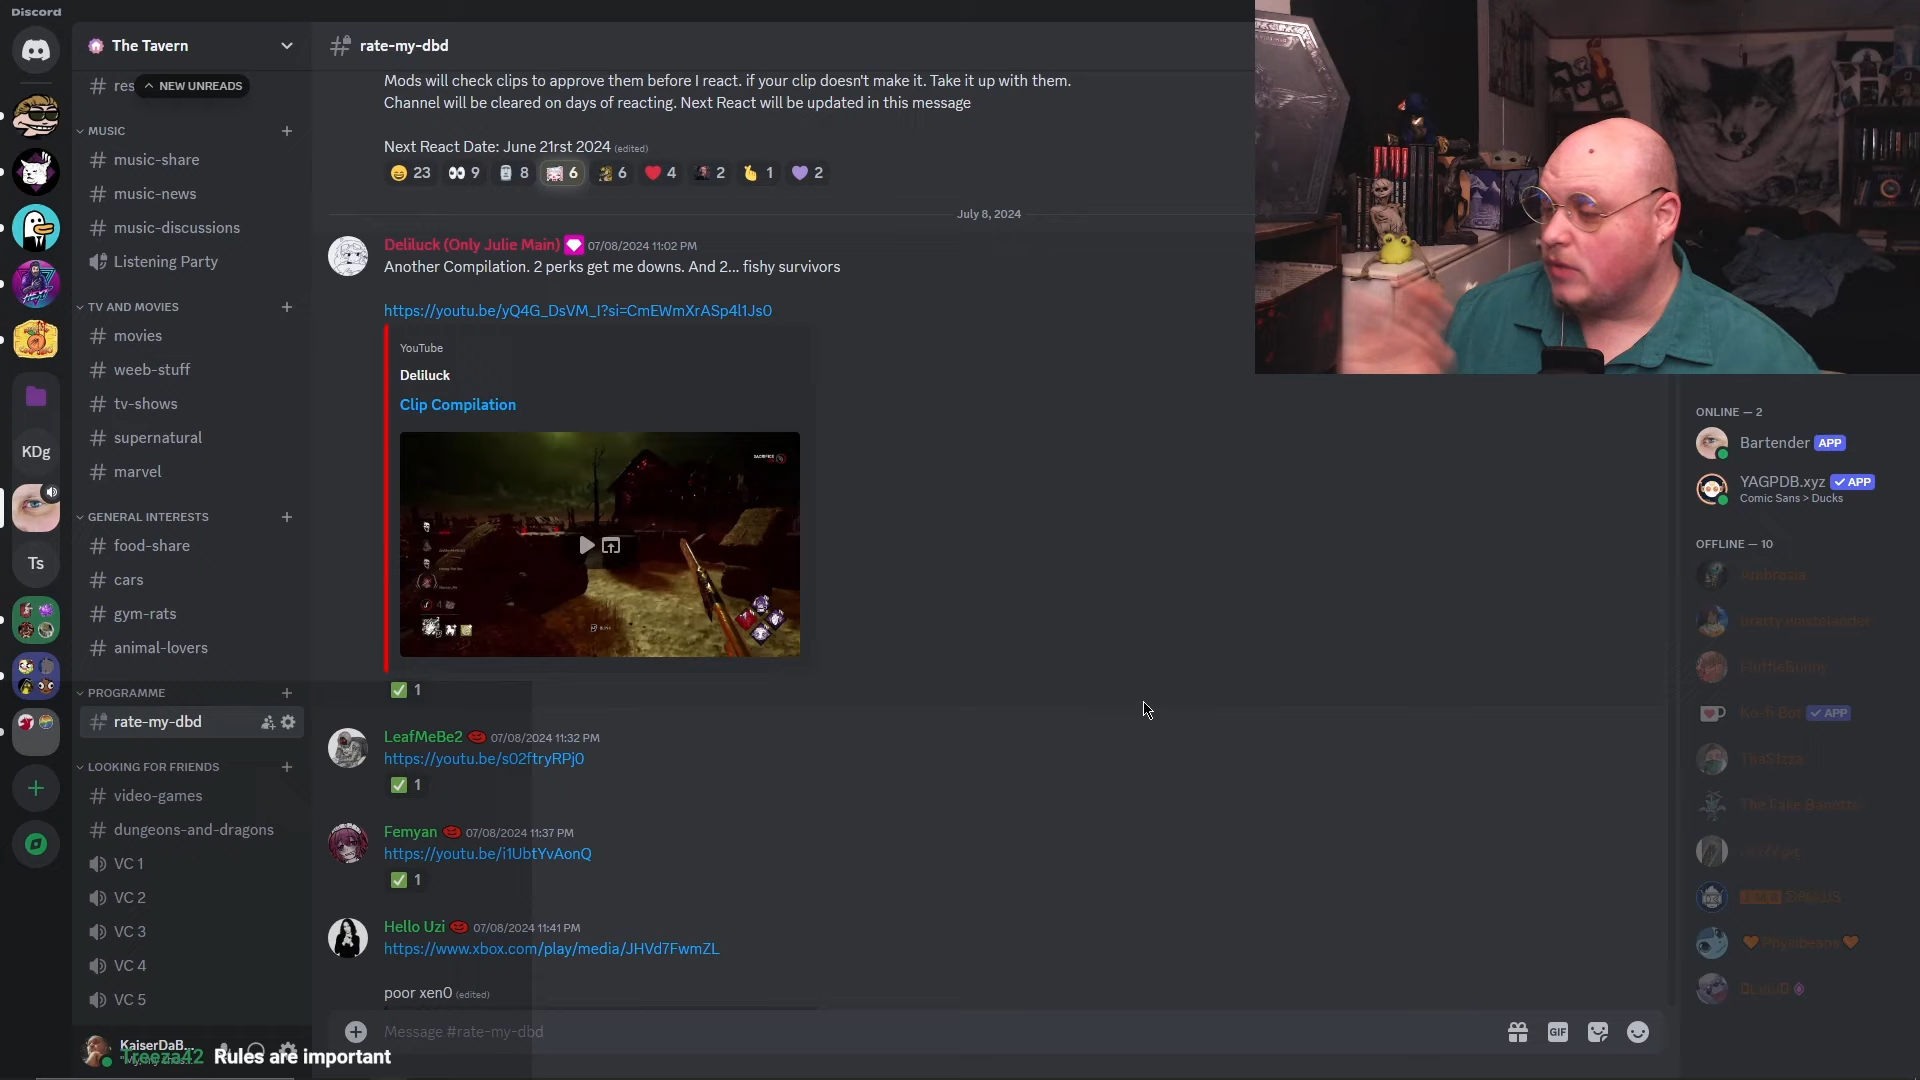 Discord
The Tavern
rate-my-dbd
res
NEW UNREADS
MUSIC
music-share
music-news
music-discussions
Listening Party
TV AND MOVIES
movies
weeb-stuff
tv-shows
supernatural
marvel
GENERAL INTERESTS
food-share
cars
gym-rats
animal-lovers
PROGRAMME
rate-my-dbd
LOOKING FOR FRIENDS
video-games
dungeons-and-dragons
VC 1
VC 2
VC 3
VC 4
VC 5
KDg
Ts
KaiserDaB...
Treeza42 Rules are important
Mods will check clips to approve them before I react. if your clip doesn't make it. Take it up with them.
Channel will be cleared on days of reacting. Next React will be updated in this message
Next React Date: June 21rst 2024 (edited)
23 9 8 6 6 4 2 1 2
July 8, 2024
Deliluck (Only Julie Main) 07/08/2024 11:02 PM
Another Compilation. 2 perks get me downs. And 2... fishy survivors
https://youtu.be/yQ4G_DsVM_I?si=CmEWmXrASp4l1Js0
YouTube
Deliluck
Clip Compilation
1
LeafMeBe2 07/08/2024 11:32 PM
https://youtu.be/s02ftryRPj0
1
Femyan 07/08/2024 11:37 PM
https://youtu.be/i1UbtYvAonQ
1
Hello Uzi 07/08/2024 11:41 PM
https://www.xbox.com/play/media/JHVd7FwmZL
poor xen0 (edited)
Message #rate-my-dbd
GIF
ONLINE — 2
Bartender APP
YAGPDB.xyz APP
Comic Sans > Ducks
OFFLINE — 10
Ambrosia
Bratty Wastelander
FluffleBunny
Ko-fi Bot APP